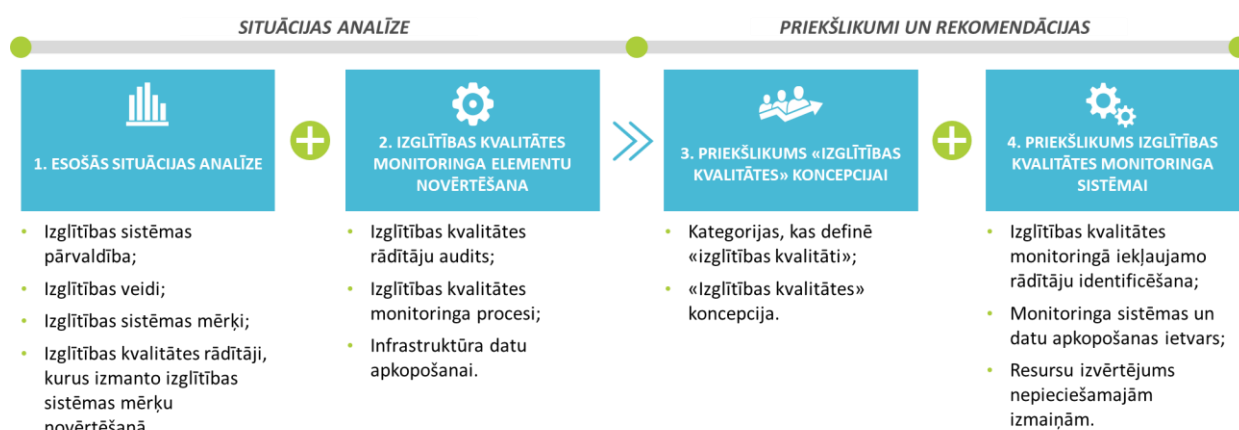 SITUĀCIJAS ANALĪZE
PRIEKŠLIKUMI UN REKOMENDĀCIJAS
1. ESOŠĀS SITUĀCIJAS ANALĪZE
• Izglītības sistēmas
pārvaldība;
• Izglītības veidi;
• Izglītības sistēmas mērķi;
• Izglītības kvalitātes rādītāji,
kurus izmanto izglītības
sistēmas mērķu
novērtēšanā
2. IZGLĪTĪBAS KVALITĀTES
MONITORINGA ELEMENTU
NOVĒRTĒŠANA
• Izglītības kvalitātes
rādītāju audits;
• Izglītības kvalitātes
monitoringa procesi;
• Infrastruktūra datu
apkopošanai.
3. PRIEKŠLIKUMS «IZGLĪTĪBAS
KVALITĀTES» KONCEPCIJAI
• Kategorijas, kas definē
«izglītības kvalitāti»;
• «Izglītības kvalitātes»
koncepcija.
4. PRIEKŠLIKUMS IZGLĪTĪBAS
KVALITĀTES MONITORINGA
SISTĒMAI
• Izglītības kvalitātes
monitoringā iekļaujamo
rādītāju identificēšana;
• Monitoringa sistēmas un
datu apkopošanas ietvars;
• Resursu izvērtējums
nepieciešamajām
izmaiņām.